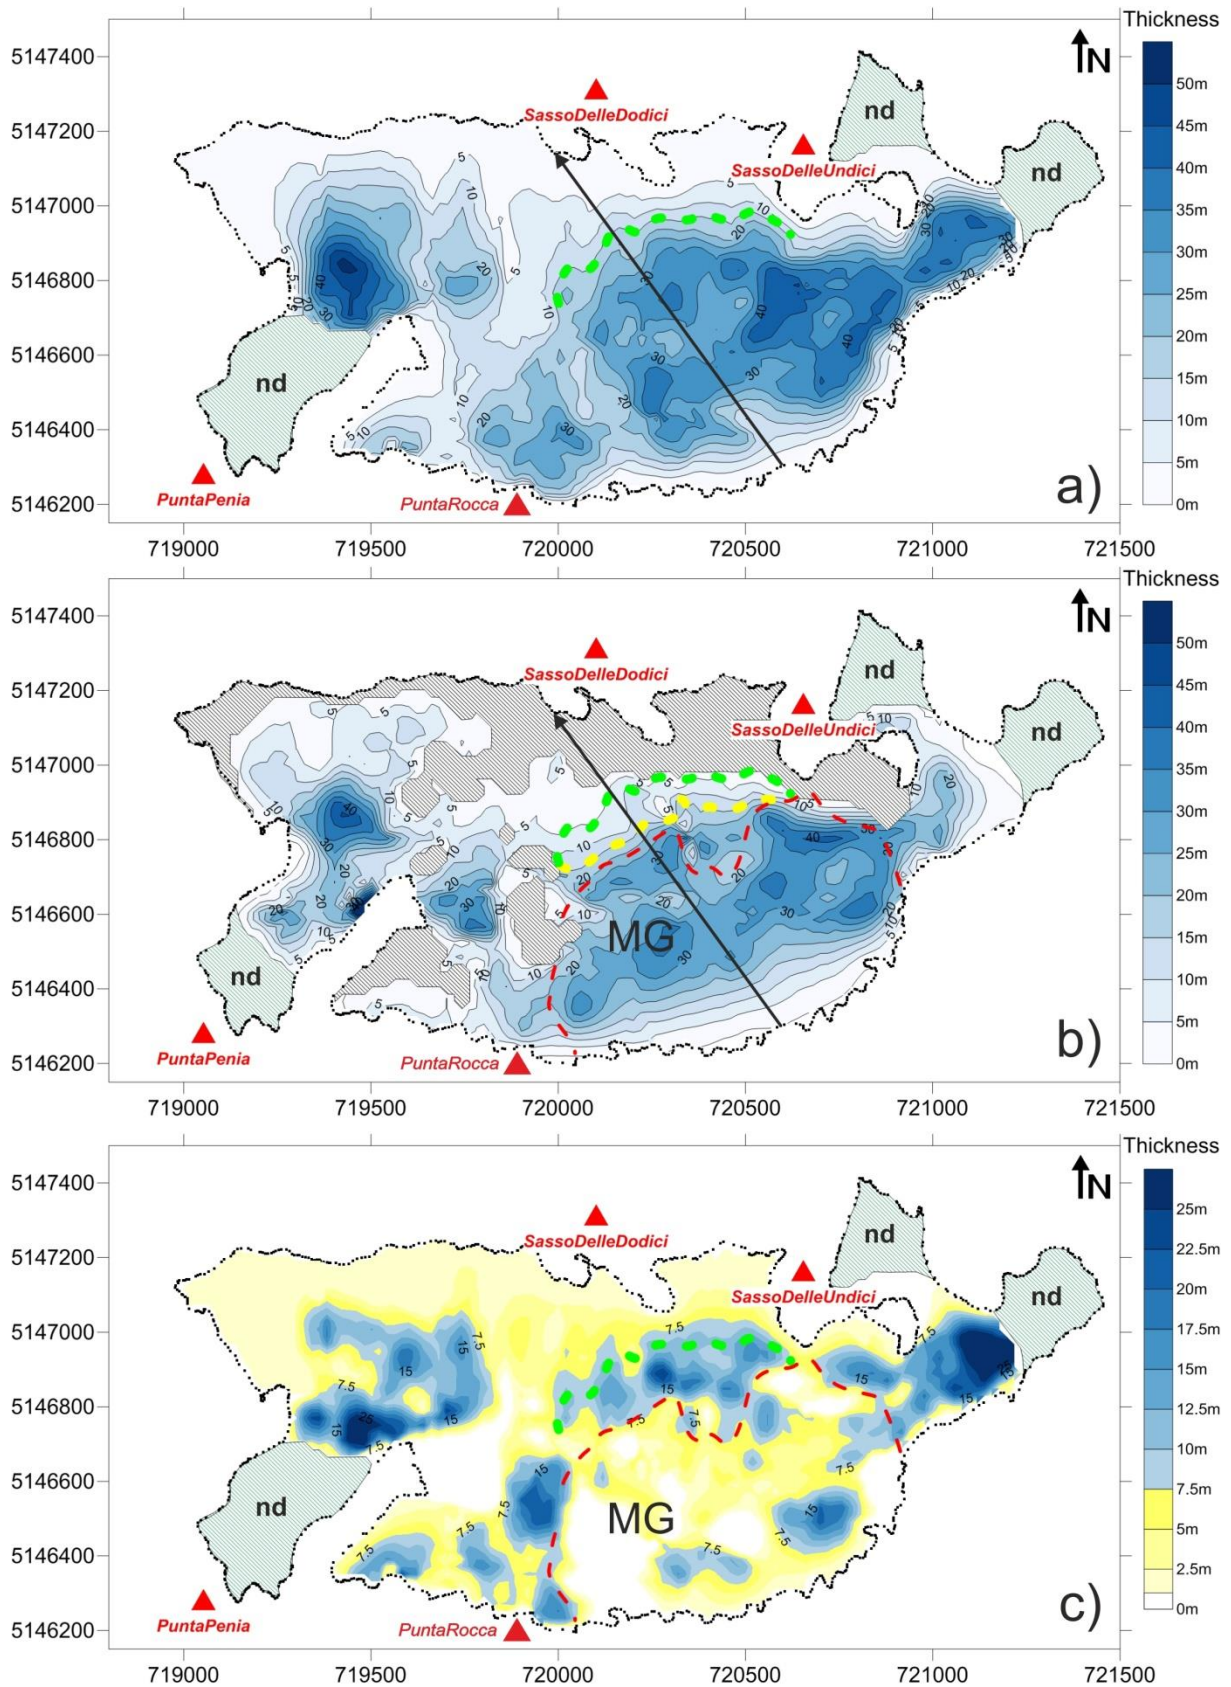 Thickness
5147400
5147200
5147000
5146800
5146600
5146400
5146200
N
SassoDelleDodici
SassoDelleUndici
nd
nd
nd
PuntaPenia
PuntaRocca
a)
50m
45m
40m
35m
30m
25m
20m
15m
10m
5m
0m
719000 719500 720000 720500 721000 721500
Thickness
5147400
5147200
5147000
5146800
5146600
5146400
5146200
N
SassoDelleDodici
SassoDelleUndici
nd
nd
nd
MG
PuntaPenia
PuntaRocca
b)
50m
45m
40m
35m
30m
25m
20m
15m
10m
5m
0m
719000 719500 720000 720500 721000 721500
Thickness
5147400
5147200
5147000
5146800
5146600
5146400
5146200
N
SassoDelleDodici
SassoDelleUndici
nd
nd
nd
MG
PuntaPenia
PuntaRocca
c)
25m
22.5m
20m
17.5m
15m
12.5m
10m
7.5m
5m
2.5m
0m
719000 719500 720000 720500 721000 721500